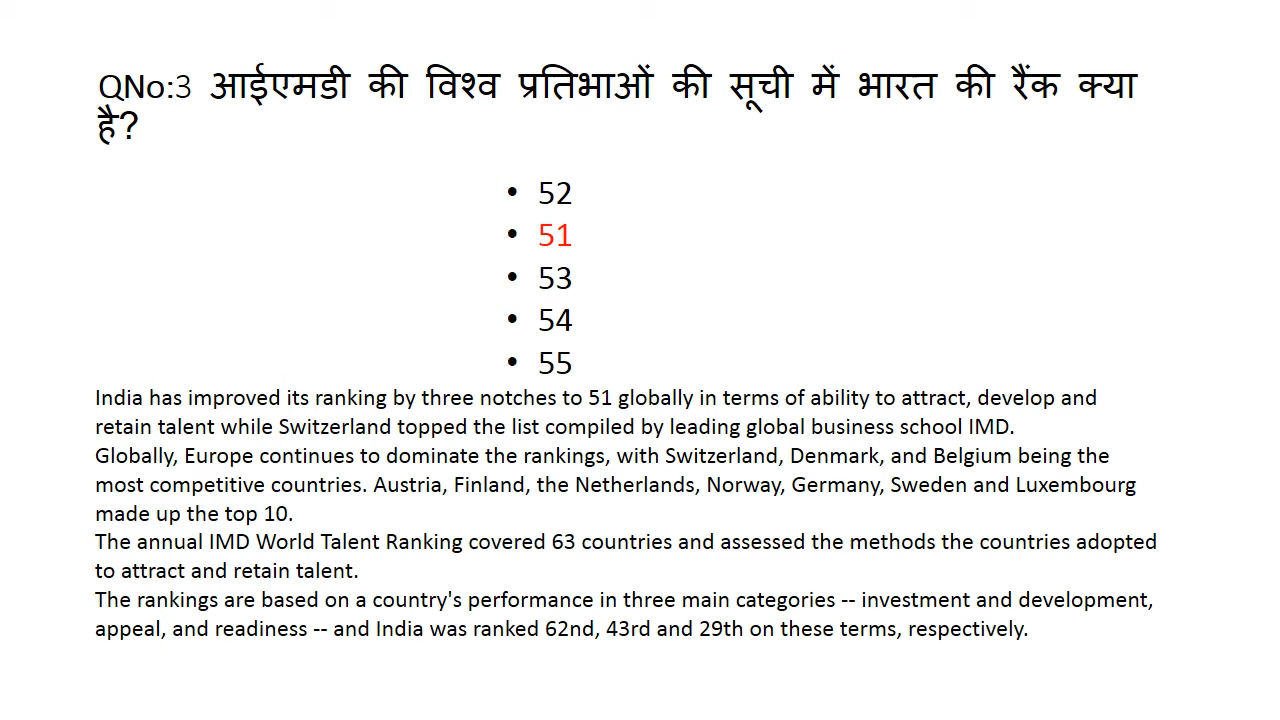 QNo:3 आईएमडी की विश्व प्रतिभाओं की सूची में भारत की रैंक क्या
है?
• 52
• 51
• 53
• 54
• 55
India has improved its ranking by three notches to 51 globally in terms of ability to attract, develop and
retain talent while Switzerland topped the list compiled by leading global business school IMD.
Globally, Europe continues to dominate the rankings, with Switzerland, Denmark, and Belgium being the
most competitive countries. Austria, Finland, the Netherlands, Norway, Germany, Sweden and Luxembourg
made up the top 10.
The annual IMD World Talent Ranking covered 63 countries and assessed the methods the countries adopted
to attract and retain talent.
The rankings are based on a country's performance in three main categories -- investment and development,
appeal, and readiness -- and India was ranked 62nd, 43rd and 29th on these terms, respectively.